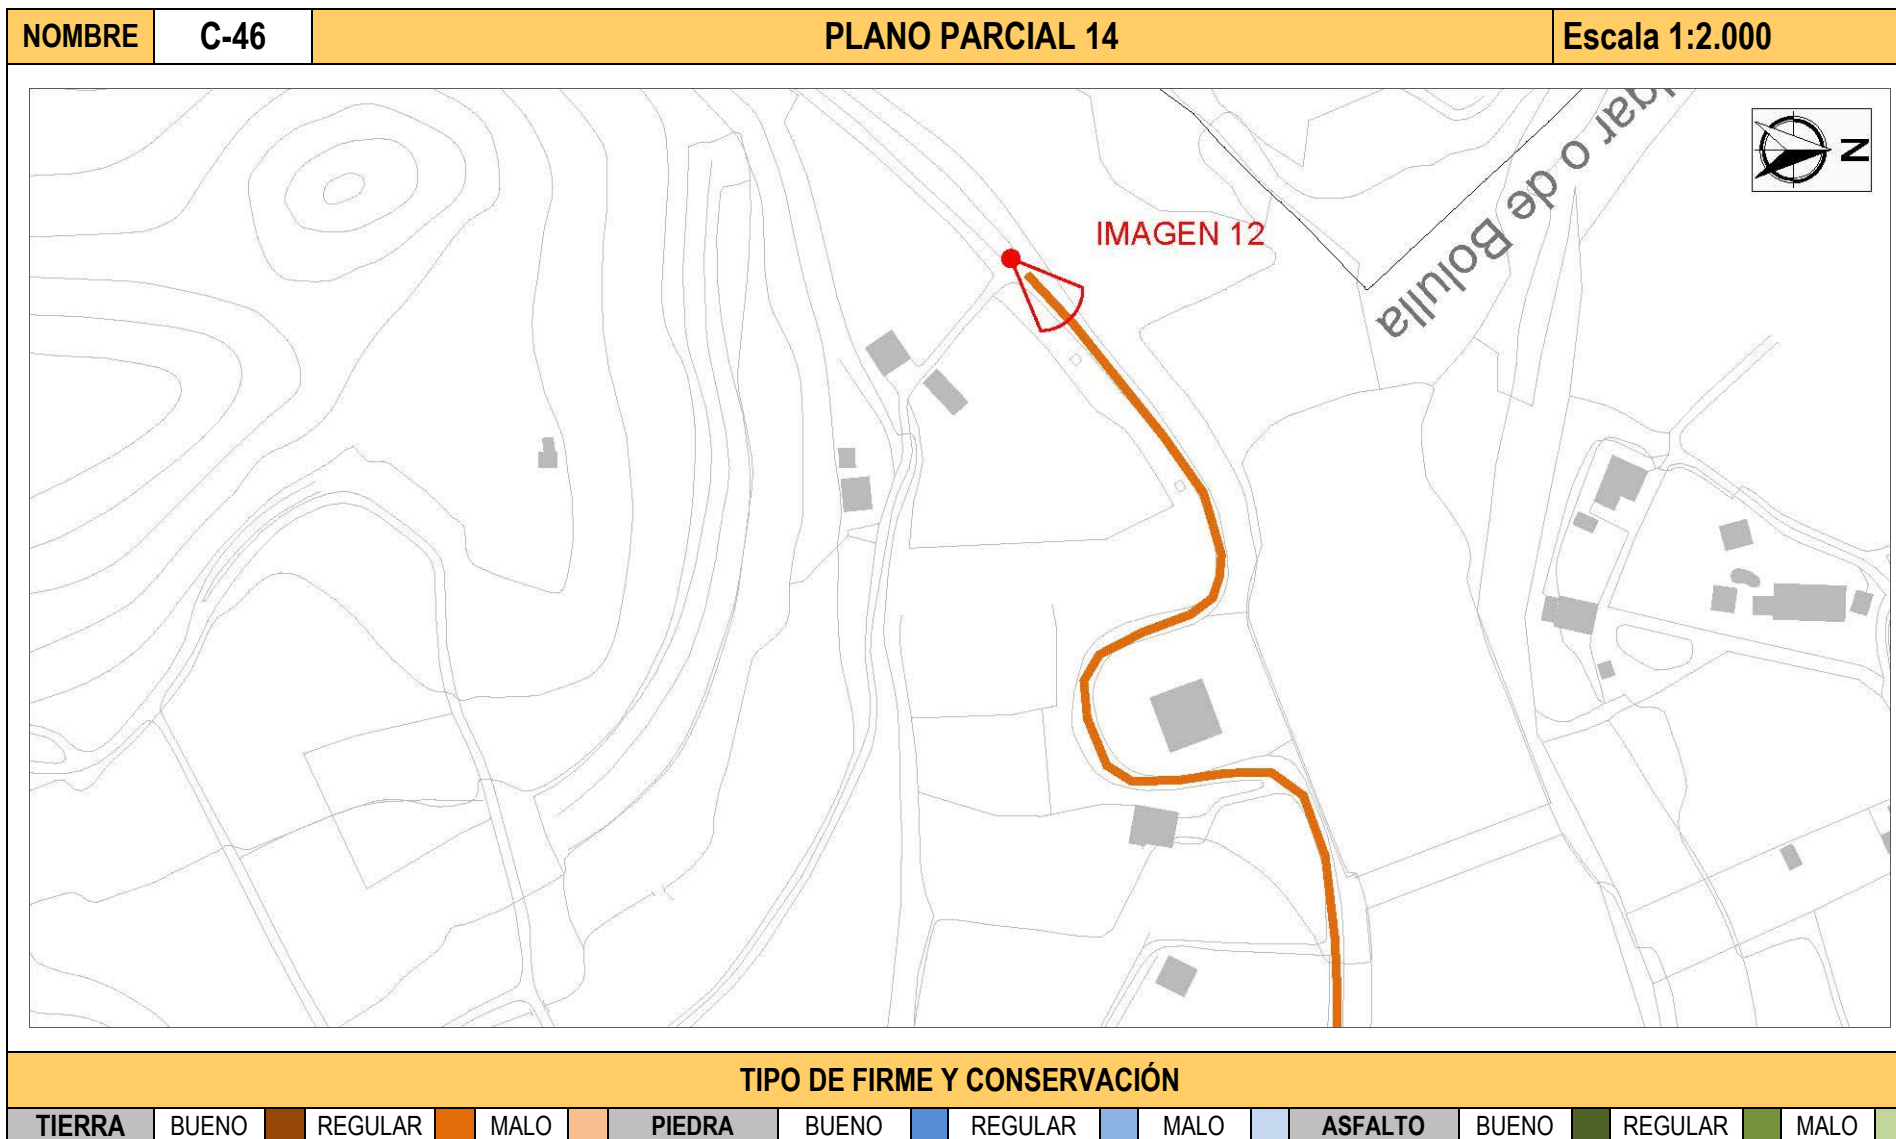 NOMBRE C-46 PLANO PARCIAL 14 Escala 1:2.000
N
IMAGEN 12
o de Bolulla
TIPO DE FIRME Y CONSERVACIÓN
TIERRA BUENO REGULAR MALO PIEDRA BUENO REGULAR MALO ASFALTO BUENO REGULAR MALO